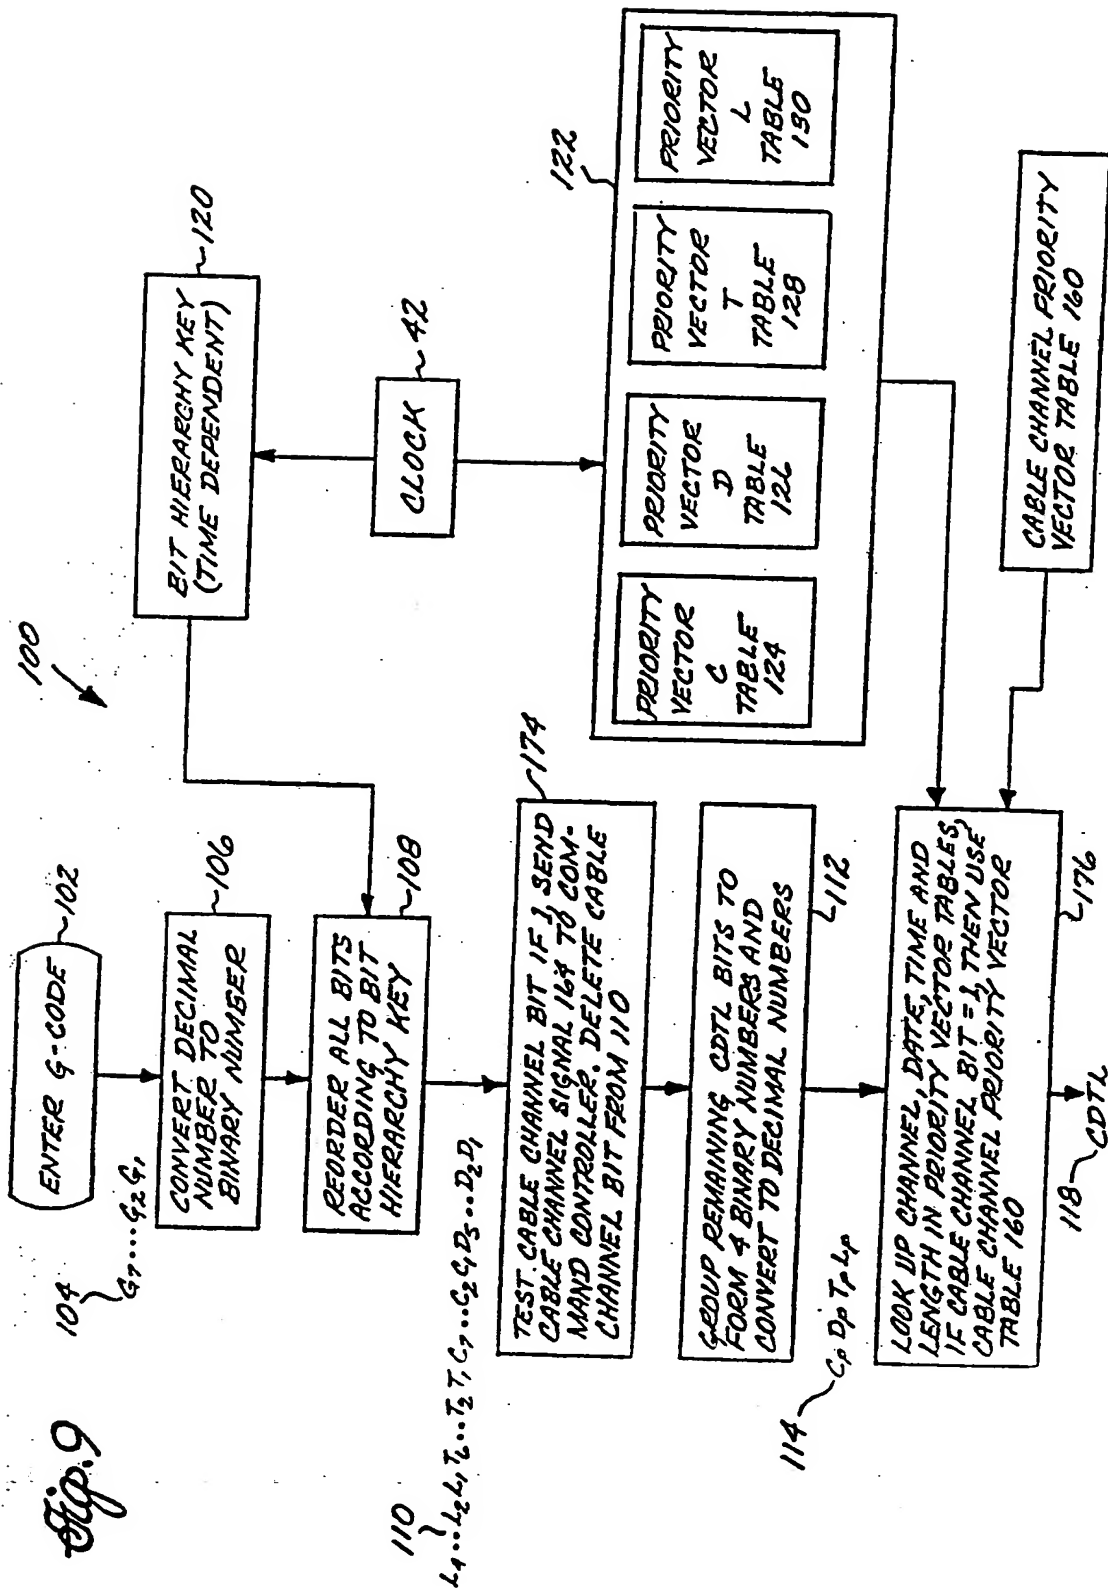 Fig. 9
100
ENTER G-CODE
102
104
G7...G2G1
CONVERT DECIMAL
NUMBER TO
BINARY NUMBER
106
REORDER ALL BITS
ACCORDING TO BIT
HIERARCHY KEY
108
BIT HIERARCHY KEY
(TIME DEPENDENT)
120
CLOCK
42
110
L4...L2L1T6...T2T1C7...C2C1D5...D2D1
TEST CABLE CHANNEL BIT IF 1, SEND
CABLE CHANNEL SIGNAL 164 TO COM-
MAND CONTROLLER. DELETE CABLE
CHANNEL BIT FROM 110
174
GROUP REMAINING CDTL BITS TO
FORM 4 BINARY NUMBERS AND
CONVERT TO DECIMAL NUMBERS
112
122
PRIORITY
VECTOR
C
TABLE
124
PRIORITY
VECTOR
D
TABLE
126
PRIORITY
VECTOR
T
TABLE
128
PRIORITY
VECTOR
L
TABLE
130
114
CpDpTpLp
LOOK UP CHANNEL, DATE, TIME AND
LENGTH IN PRIORITY VECTOR TABLES,
IF CABLE CHANNEL BIT = 1, THEN USE
CABLE CHANNEL PRIORITY VECTOR
TABLE 160
176
CABLE CHANNEL PRIORITY
VECTOR TABLE 160
118
CDTL